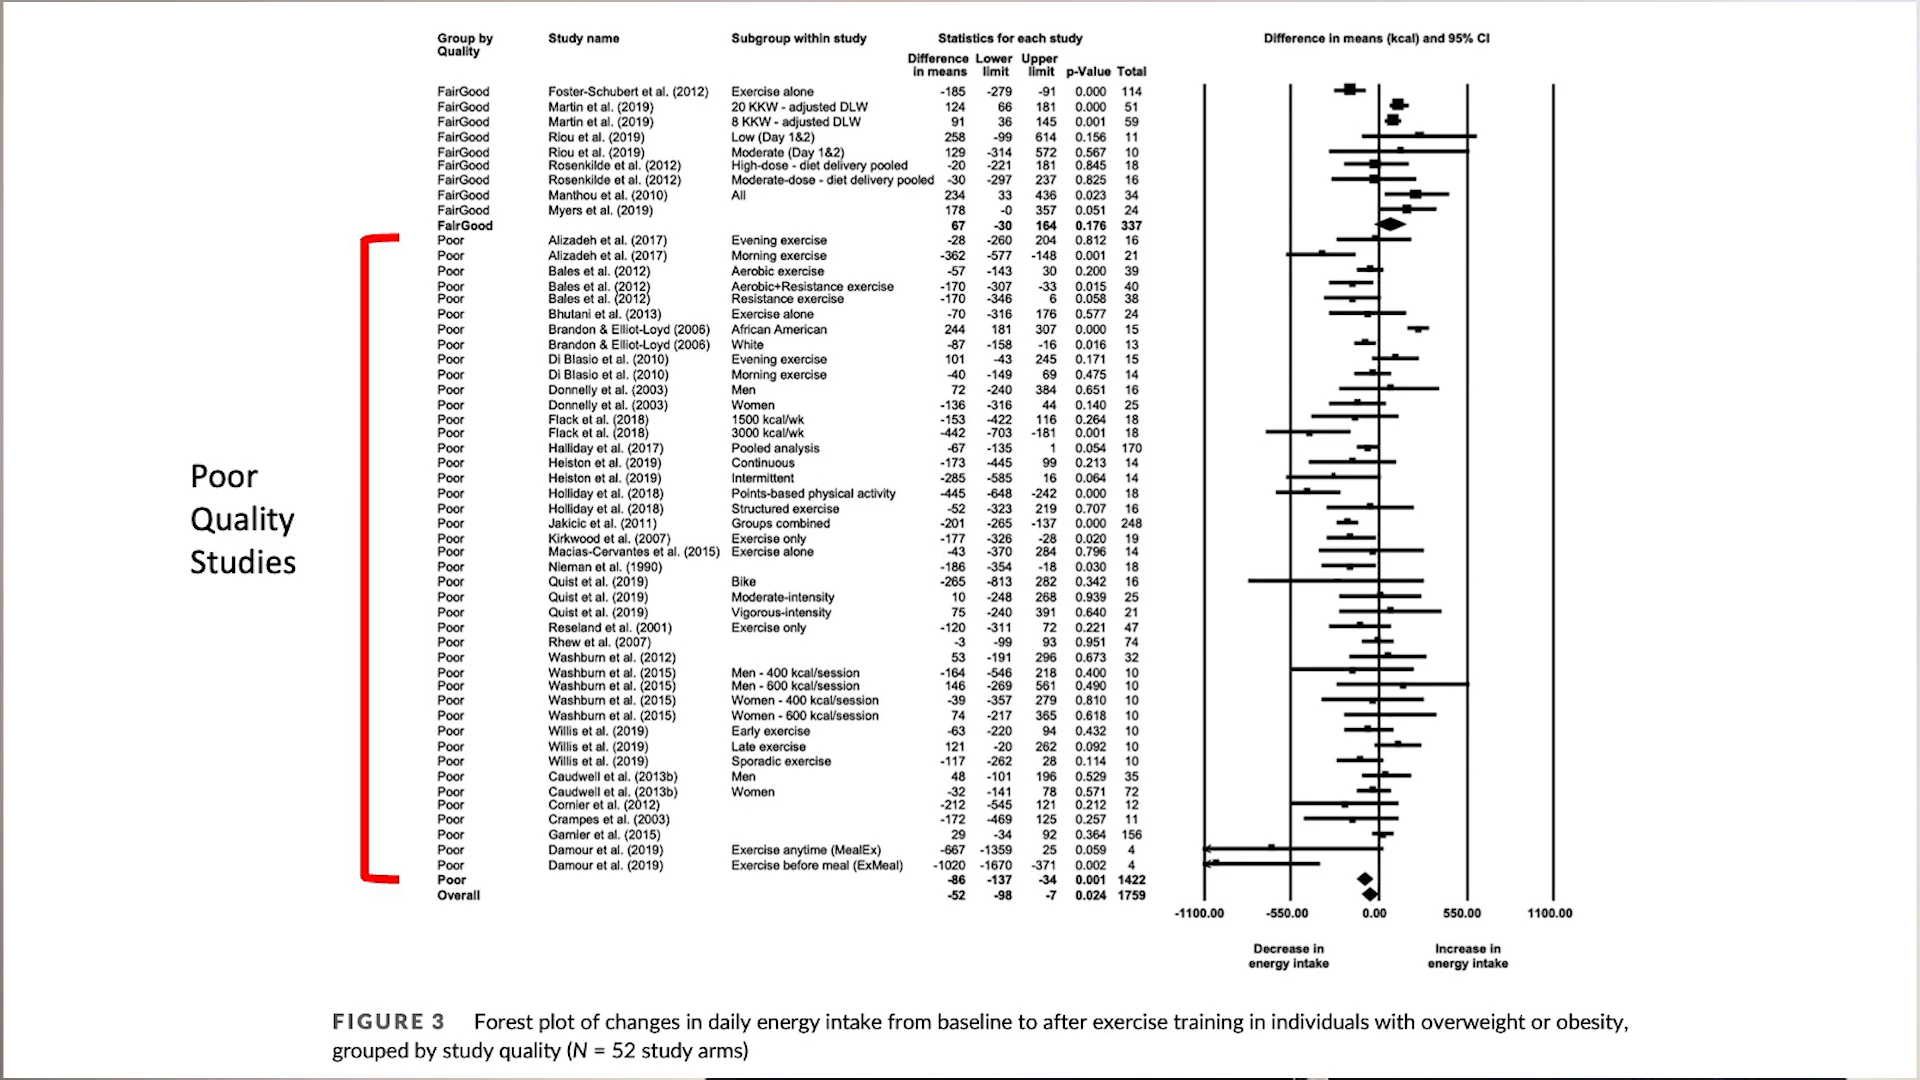 Group by Quality Study name Subgroup within study Statistics for each study Difference in means (kcal) and 95% CI
Difference in means Lower limit Upper limit p-Value Total
FairGood Foster-Schubert et al. (2012) Exercise alone -185 -279 -91 0.000 114
FairGood Martin et al. (2019) 20 KKW - adjusted DLW 124 66 181 0.000 51
FairGood Martin et al. (2019) 8 KKW - adjusted DLW 91 36 145 0.001 59
FairGood Riou et al. (2019) Low (Day 1&2) 258 -99 614 0.156 11
FairGood Riou et al. (2019) Moderate (Day 1&2) 129 -314 572 0.567 10
FairGood Rosenkilde et al. (2012) High-dose - diet delivery pooled -20 -221 181 0.845 18
FairGood Rosenkilde et al. (2012) Moderate-dose - diet delivery pooled -30 -297 237 0.825 16
FairGood Manthou et al. (2010) All 234 33 436 0.023 34
FairGood Myers et al. (2019) 178 -0 357 0.051 24
FairGood 67 -30 164 0.176 337
Poor Alizadeh et al. (2017) Evening exercise -28 -260 204 0.812 16
Poor Alizadeh et al. (2017) Morning exercise -362 -577 -148 0.001 21
Poor Bales et al. (2012) Aerobic exercise -57 -143 30 0.200 39
Poor Bales et al. (2012) Aerobic+Resistance exercise -170 -307 -33 0.015 40
Poor Bales et al. (2012) Resistance exercise -170 -346 6 0.058 38
Poor Bhutani et al. (2013) Exercise alone -70 -316 176 0.577 24
Poor Brandon & Elliot-Loyd (2006) African American 244 181 307 0.000 15
Poor Brandon & Elliot-Loyd (2006) White -87 -158 -16 0.016 13
Poor Di Blasio et al. (2010) Evening exercise 101 -43 245 0.171 15
Poor Di Blasio et al. (2010) Morning exercise -40 -149 69 0.475 14
Poor Donnelly et al. (2003) Men 72 -240 384 0.651 16
Poor Donnelly et al. (2003) Women -136 -316 44 0.140 25
Poor Flack et al. (2018) 1500 kcal/wk -153 -422 116 0.264 18
Poor Flack et al. (2018) 3000 kcal/wk -442 -703 -181 0.001 18
Poor Halliday et al. (2017) Pooled analysis -67 -135 1 0.054 170
Poor Heiston et al. (2019) Continuous -173 -445 99 0.213 14
Poor Heiston et al. (2019) Intermittent -285 -585 16 0.064 14
Poor Holliday et al. (2018) Points-based physical activity -445 -648 -242 0.000 18
Poor Holliday et al. (2018) Structured exercise -52 -323 219 0.707 16
Poor Jakicic et al. (2011) Groups combined -201 -265 -137 0.000 248
Poor Kirkwood et al. (2007) Exercise only -177 -326 -28 0.020 19
Poor Macias-Cervantes et al. (2015) Exercise alone -43 -370 284 0.796 14
Poor Nieman et al. (1990) -186 -354 -18 0.030 18
Poor Quist et al. (2019) Bike -265 -813 282 0.342 16
Poor Quist et al. (2019) Moderate-intensity 10 -248 268 0.939 25
Poor Quist et al. (2019) Vigorous-intensity 75 -240 391 0.640 21
Poor Reseland et al. (2001) Exercise only -120 -311 72 0.221 47
Poor Rhew et al. (2007) -3 -99 93 0.951 74
Poor Washburn et al. (2012) 53 -191 296 0.673 32
Poor Washburn et al. (2015) Men - 400 kcal/session -164 -546 218 0.400 10
Poor Washburn et al. (2015) Men - 600 kcal/session 146 -269 561 0.490 10
Poor Washburn et al. (2015) Women - 400 kcal/session -39 -357 279 0.810 10
Poor Washburn et al. (2015) Women - 600 kcal/session 74 -217 365 0.618 10
Poor Willis et al. (2019) Early exercise -63 -220 94 0.432 10
Poor Willis et al. (2019) Late exercise 121 -20 262 0.092 10
Poor Willis et al. (2019) Sporadic exercise -117 -262 28 0.114 10
Poor Caudwell et al. (2013b) Men 48 -101 196 0.529 35
Poor Caudwell et al. (2013b) Women -32 -141 78 0.571 72
Poor Cornier et al. (2012) -212 -545 121 0.212 12
Poor Crampes et al. (2003) -172 -469 125 0.257 11
Poor Garnier et al. (2015) 29 -34 92 0.364 156
Poor Damour et al. (2019) Exercise anytime (MealEx) -667 -1359 25 0.059 4
Poor Damour et al. (2019) Exercise before meal (ExMeal) -1020 -1670 -371 0.002 4
Poor -86 -137 -34 0.001 1422
Overall -52 -98 -7 0.024 1759
Poor
Quality
Studies
-1100.00 -550.00 0.00 550.00 1100.00
Decrease in energy intake
Increase in energy intake
FIGURE 3 Forest plot of changes in daily energy intake from baseline to after exercise training in individuals with overweight or obesity,
grouped by study quality (N = 52 study arms)